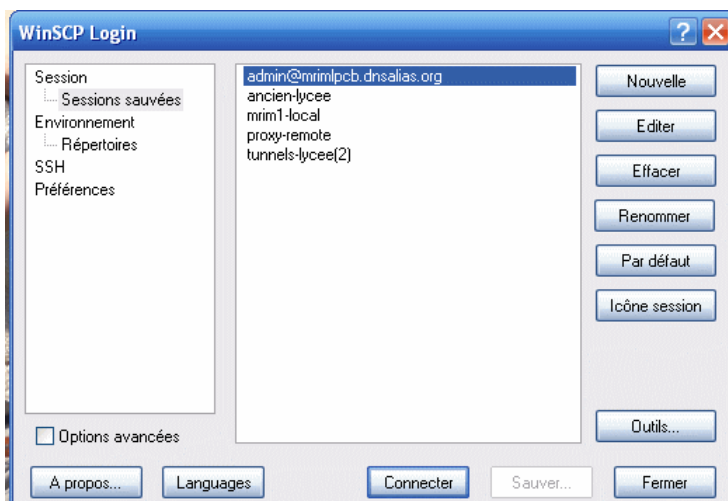 WinSCP Login
Session
Sessions sauvées
Environnement
Répertoires
SSH
Préférences
Options avancées
admin@mrimlpcb.dnsalias.org
ancien-lycee
mrim1-local
proxy-remote
tunnels-lycee(2)
Nouvelle
Editer
Effacer
Renommer
Par défaut
Icône session
Outils...
A propos...
Languages
Connecter
Sauver...
Fermer